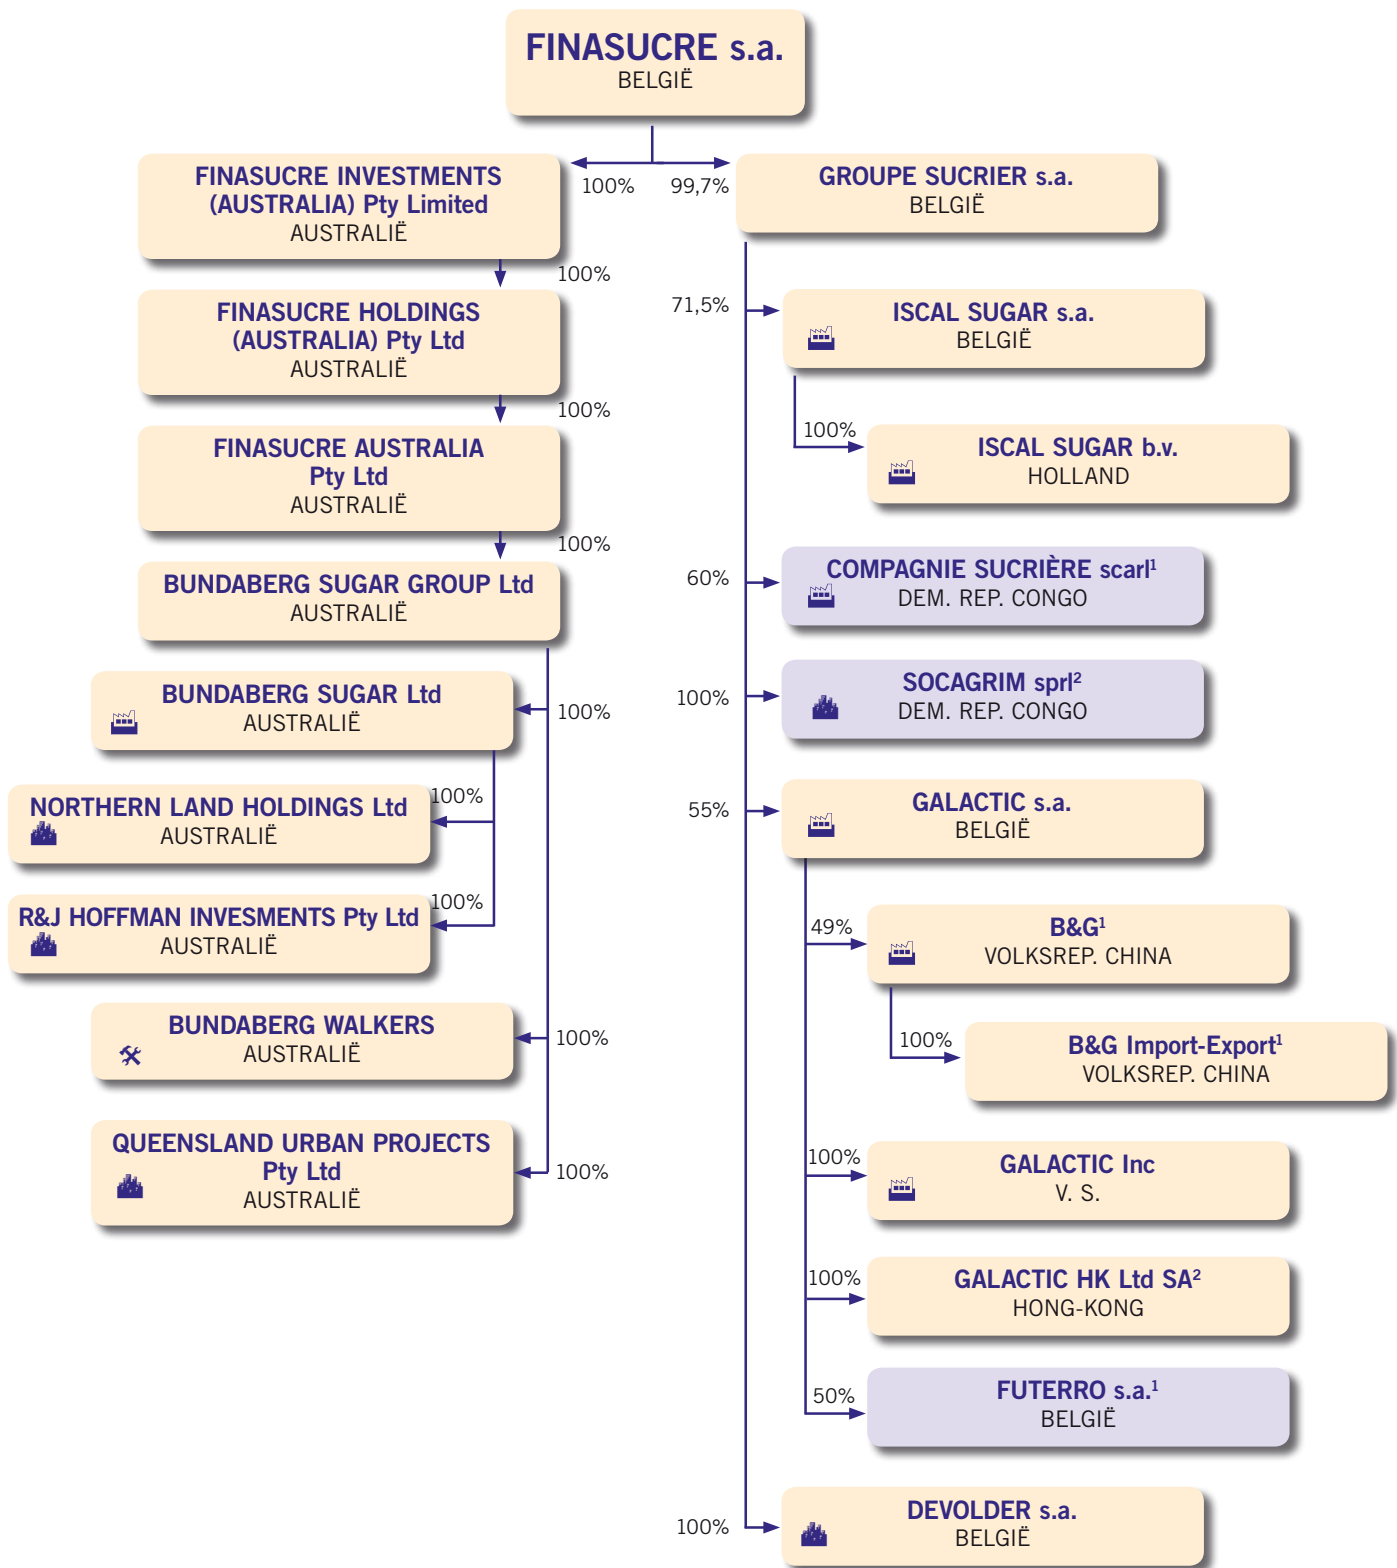 FINASUCRE s.a.
BELGIË
FINASUCRE INVESTMENTS
(AUSTRALIA) Pty Limited
AUSTRALIË
100%
99,7%
GROUPE SUCRIER s.a.
BELGIË
100%
FINASUCRE HOLDINGS
(AUSTRALIA) Pty Ltd
AUSTRALIË
100%
FINASUCRE AUSTRALIA
Pty Ltd
AUSTRALIË
100%
BUNDABERG SUGAR GROUP Ltd
AUSTRALIË
BUNDABERG SUGAR Ltd
AUSTRALIË
100%
NORTHERN LAND HOLDINGS Ltd
AUSTRALIË
100%
R&J HOFFMAN INVESMENTS Pty Ltd
AUSTRALIË
100%
BUNDABERG WALKERS
AUSTRALIË
100%
QUEENSLAND URBAN PROJECTS
Pty Ltd
AUSTRALIË
100%
71,5%
ISCAL SUGAR s.a.
BELGIË
100%
ISCAL SUGAR b.v.
HOLLAND
60%
COMPAGNIE SUCRIÈRE scarl¹
DEM. REP. CONGO
100%
SOCAGRIM sprl²
DEM. REP. CONGO
55%
GALACTIC s.a.
BELGIË
49%
B&G¹
VOLKSREP. CHINA
100%
B&G Import-Export¹
VOLKSREP. CHINA
100%
GALACTIC Inc
V. S.
100%
GALACTIC HK Ltd SA²
HONG-KONG
50%
FUTERRO s.a.¹
BELGIË
100%
DEVOLDER s.a.
BELGIË